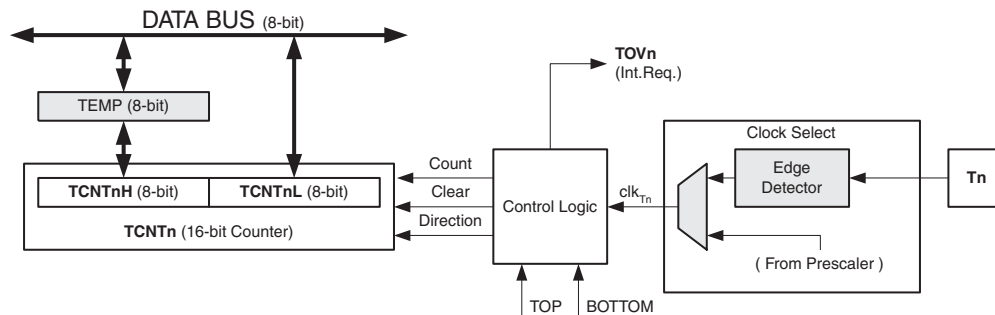 DATA BUS (8-bit)
TOVn
(Int.Req.)
TEMP (8-bit)
Clock Select
Count
Edge
Detector
Tn
TCNTnH (8-bit) TCNTnL (8-bit)
Clear
Control Logic
clkTn
TCNTn (16-bit Counter)
Direction
( From Prescaler )
TOP
BOTTOM